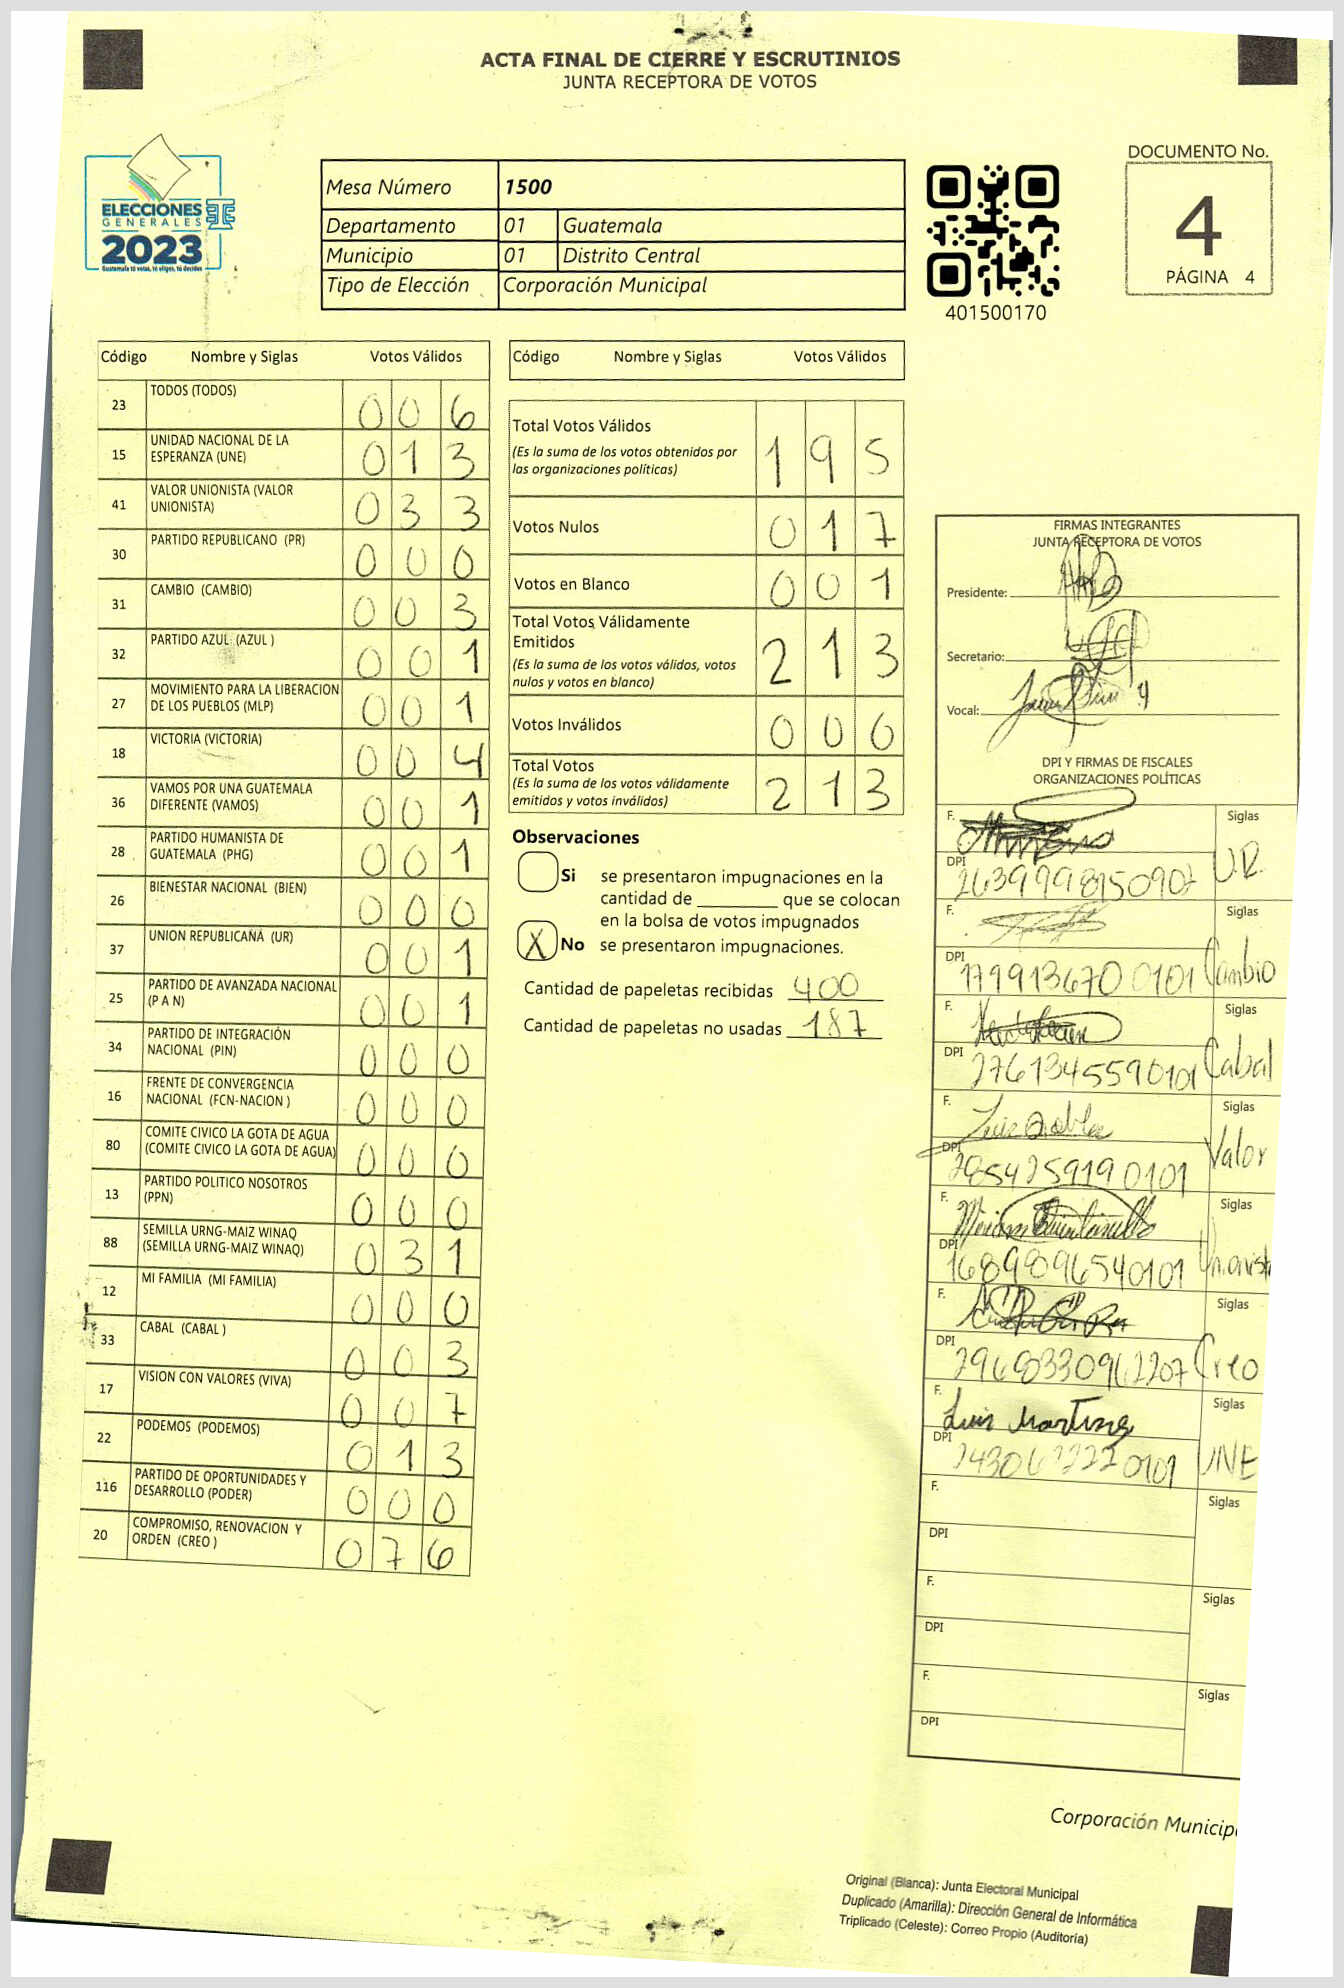 ACTA FINAL DE CIERRE Y ESCRUTINIOS
JUNTA RECEPTORA DE VOTOS
ELECCIONES
GENERALES
2023
Guatemala tú votas, tú eliges, tú decides
Mesa Número 1500
Departamento 01 Guatemala
Municipio 01 Distrito Central
Tipo de Elección Corporación Municipal
401500170
DOCUMENTO No.
4
PÁGINA 4
Código Nombre y Siglas Votos Válidos
23 TODOS (TODOS) 0 0 6
15 UNIDAD NACIONAL DE LA
ESPERANZA (UNE) 0 1 3
41 VALOR UNIONISTA (VALOR
UNIONISTA) 0 3 3
30 PARTIDO REPUBLICANO (PR) 0 0 0
31 CAMBIO (CAMBIO) 0 0 3
32 PARTIDO AZUL (AZUL ) 0 0 1
27 MOVIMIENTO PARA LA LIBERACION
DE LOS PUEBLOS (MLP) 0 0 1
18 VICTORIA (VICTORIA) 0 0 4
36 VAMOS POR UNA GUATEMALA
DIFERENTE (VAMOS) 0 0 1
28 PARTIDO HUMANISTA DE
GUATEMALA (PHG) 0 0 1
26 BIENESTAR NACIONAL (BIEN) 0 0 0
37 UNION REPUBLICANA (UR) 0 0 1
25 PARTIDO DE AVANZADA NACIONAL
(P A N) 0 0 1
34 PARTIDO DE INTEGRACIÓN
NACIONAL (PIN) 0 0 0
16 FRENTE DE CONVERGENCIA
NACIONAL (FCN-NACION ) 0 0 0
80 COMITE CIVICO LA GOTA DE AGUA
(COMITE CIVICO LA GOTA DE AGUA) 0 0 0
13 PARTIDO POLITICO NOSOTROS
(PPN) 0 0 0
88 SEMILLA URNG-MAIZ WINAQ
(SEMILLA URNG-MAIZ WINAQ) 0 3 1
12 MI FAMILIA (MI FAMILIA) 0 0 0
33 CABAL (CABAL ) 0 0 3
17 VISION CON VALORES (VIVA) 0 0 7
22 PODEMOS (PODEMOS) 0 1 3
116 PARTIDO DE OPORTUNIDADES Y
DESARROLLO (PODER) 0 0 0
20 COMPROMISO, RENOVACION Y
ORDEN (CREO ) 0 7 6
Código Nombre y Siglas Votos Válidos
Total Votos Válidos
(Es la suma de los votos obtenidos por
las organizaciones políticas) 1 9 5
Votos Nulos 0 1 7
Votos en Blanco 0 0 1
Total Votos Válidamente
Emitidos
(Es la suma de los votos válidos, votos
nulos y votos en blanco) 2 1 3
Votos Inválidos 0 0 0
Total Votos
(Es la suma de los votos válidamente
emitidos y votos inválidos) 2 1 3
Observaciones
Si se presentaron impugnaciones en la
cantidad de ________ que se colocan
en la bolsa de votos impugnados
X No se presentaron impugnaciones.
Cantidad de papeletas recibidas 400
Cantidad de papeletas no usadas 187
FIRMAS INTEGRANTES
JUNTA RECEPTORA DE VOTOS
Presidente:
Secretario:
Vocal:
DPI Y FIRMAS DE FISCALES
ORGANIZACIONES POLÍTICAS
F. Siglas
DPI U.R.
F. Siglas
DPI 1799136700101 Cambio
F. Siglas
DPI 2761345590101 Cabal
F. Luis Robles Siglas
DPI 2854259190101 Valor
F. Miriam Quintanilla Siglas
DPI 1689896540101 Unionista
F. Siglas
DPI 2968330962207 Creo
F. Luis Martinez Siglas
DPI UNE
F. Siglas
DPI
F. Siglas
DPI
F. Siglas
DPI
Corporación Municipa
Original (Blanca): Junta Electoral Municipal
Duplicado (Amarilla): Dirección General de Informática
Triplicado (Celeste): Correo Propio (Auditoría)